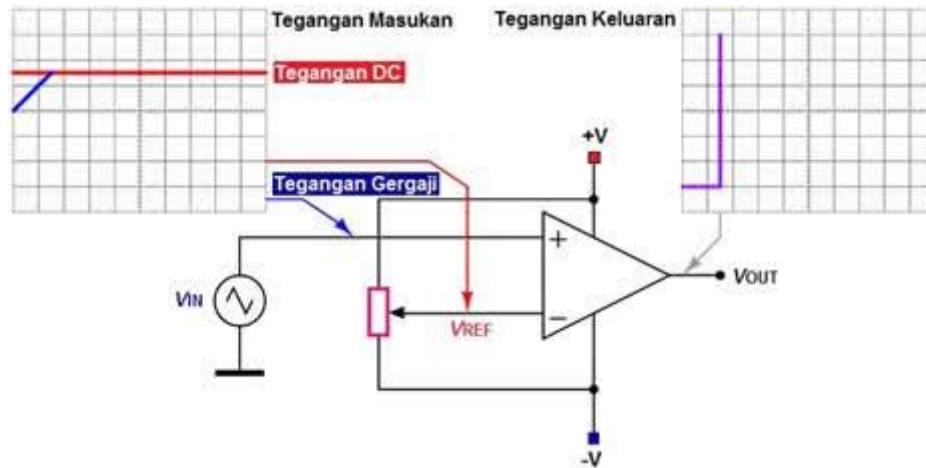 Tegangan Masukan
Tegangan Keluaran
Tegangan DC
+V
Tegangan Gergaji
+
VOUT
VIN
VREF
−
-V